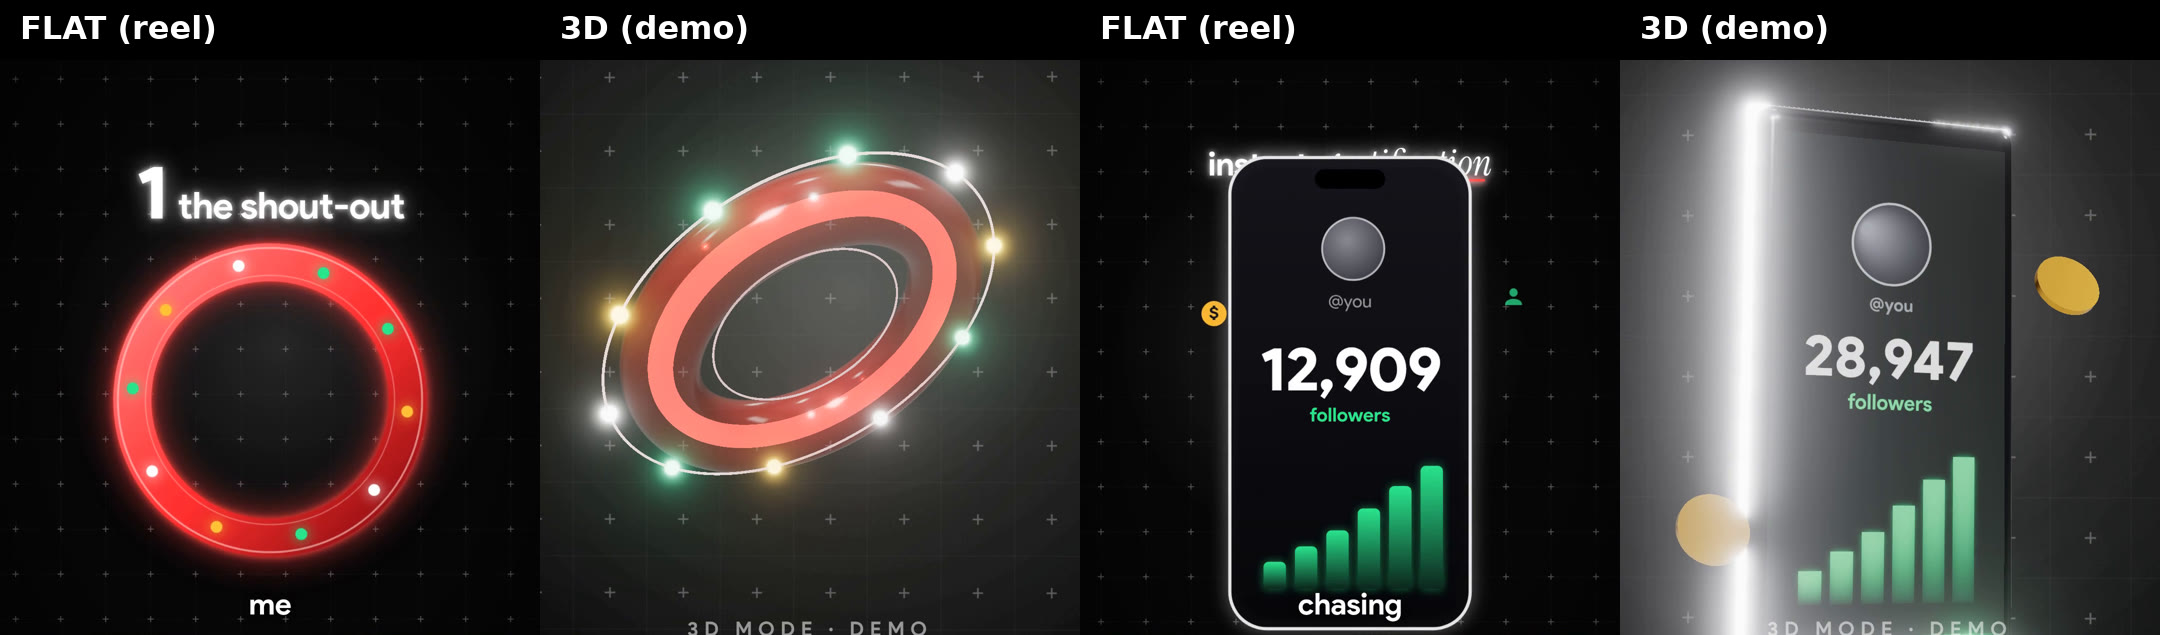 FLAT (reel)
1 the shout-out
me
3D (demo)
3D MODE · DEMO
FLAT (reel)
$
@you
12,909
followers
chasing
3D (demo)
@you
28,947
followers
3D MODE · DEMO